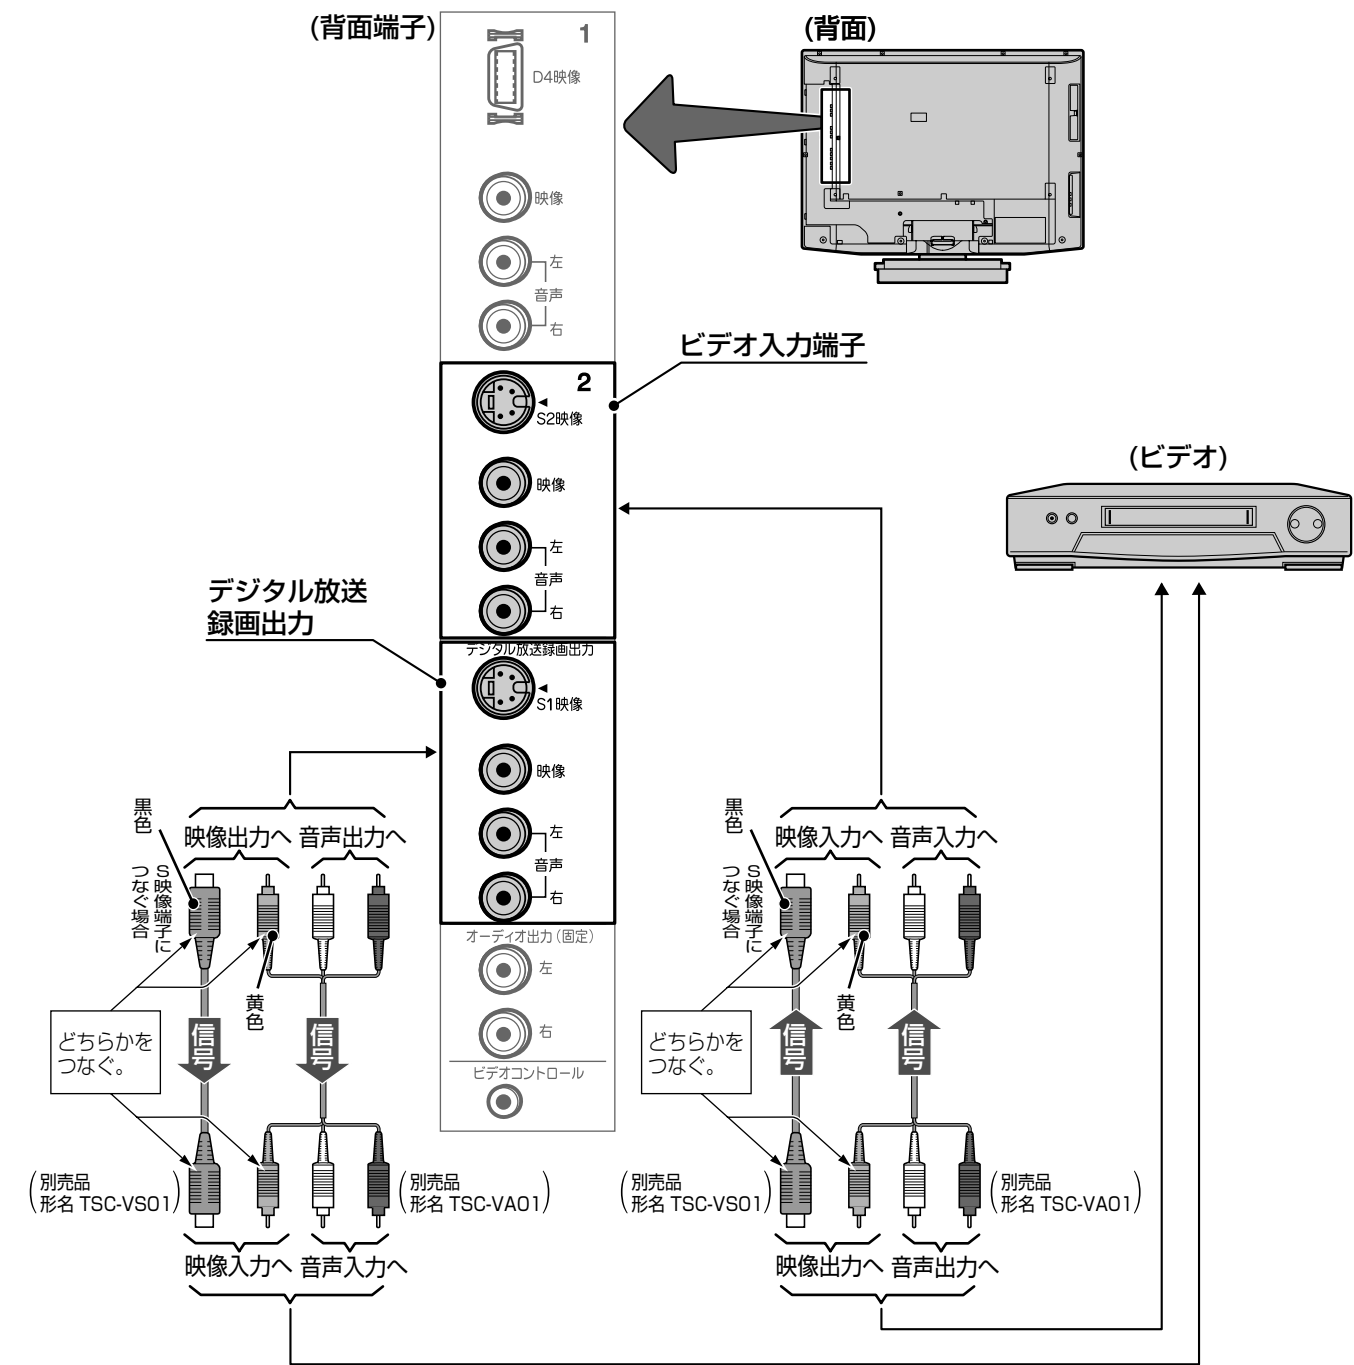 (背面端子)
1
D4映像
映像
左
音声
右
(背面)
ビデオ入力端子
2
S2映像
映像
左
音声
右
(ビデオ)
デジタル放送
録画出力
デジタル放送録画出力
S1映像
映像
左
音声
右
オーディオ出力(固定)
左
右
ビデオコントロール
黒色
映像出力へ 音声出力へ
S映像端子に
つなぐ場合
黄色
どちらかを
つなぐ。
信号
信号
(別売品
形名 TSC-VS01)
(別売品
形名 TSC-VA01)
映像入力へ 音声入力へ
黒色
映像入力へ 音声入力へ
S映像端子に
つなぐ場合
黄色
どちらかを
つなぐ。
信号
信号
(別売品
形名 TSC-VS01)
(別売品
形名 TSC-VA01)
映像出力へ 音声出力へ